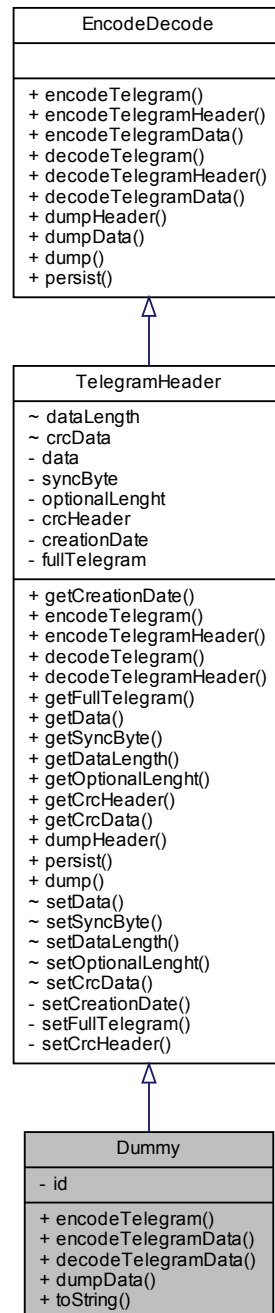 EncodeDecode
+ encodeTelegram()
+ encodeTelegramHeader()
+ encodeTelegramData()
+ decodeTelegram()
+ decodeTelegramHeader()
+ decodeTelegramData()
+ dumpHeader()
+ dumpData()
+ dump()
+ persist()
TelegramHeader
~ dataLength
~ crcData
- data
- syncByte
- optionalLenght
- crcHeader
- creationDate
- fullTelegram
+ getCreationDate()
+ encodeTelegram()
+ encodeTelegramHeader()
+ decodeTelegram()
+ decodeTelegramHeader()
+ getFullTelegram()
+ getData()
+ getSyncByte()
+ getDataLength()
+ getOptionalLenght()
+ getCrcHeader()
+ getCrcData()
+ dumpHeader()
+ persist()
+ dump()
~ setData()
~ setSyncByte()
~ setDataLength()
~ setOptionalLenght()
~ setCrcData()
- setCreationDate()
- setFullTelegram()
- setCrcHeader()
Dummy
- id
+ encodeTelegram()
+ encodeTelegramData()
+ decodeTelegramData()
+ dumpData()
+ toString()